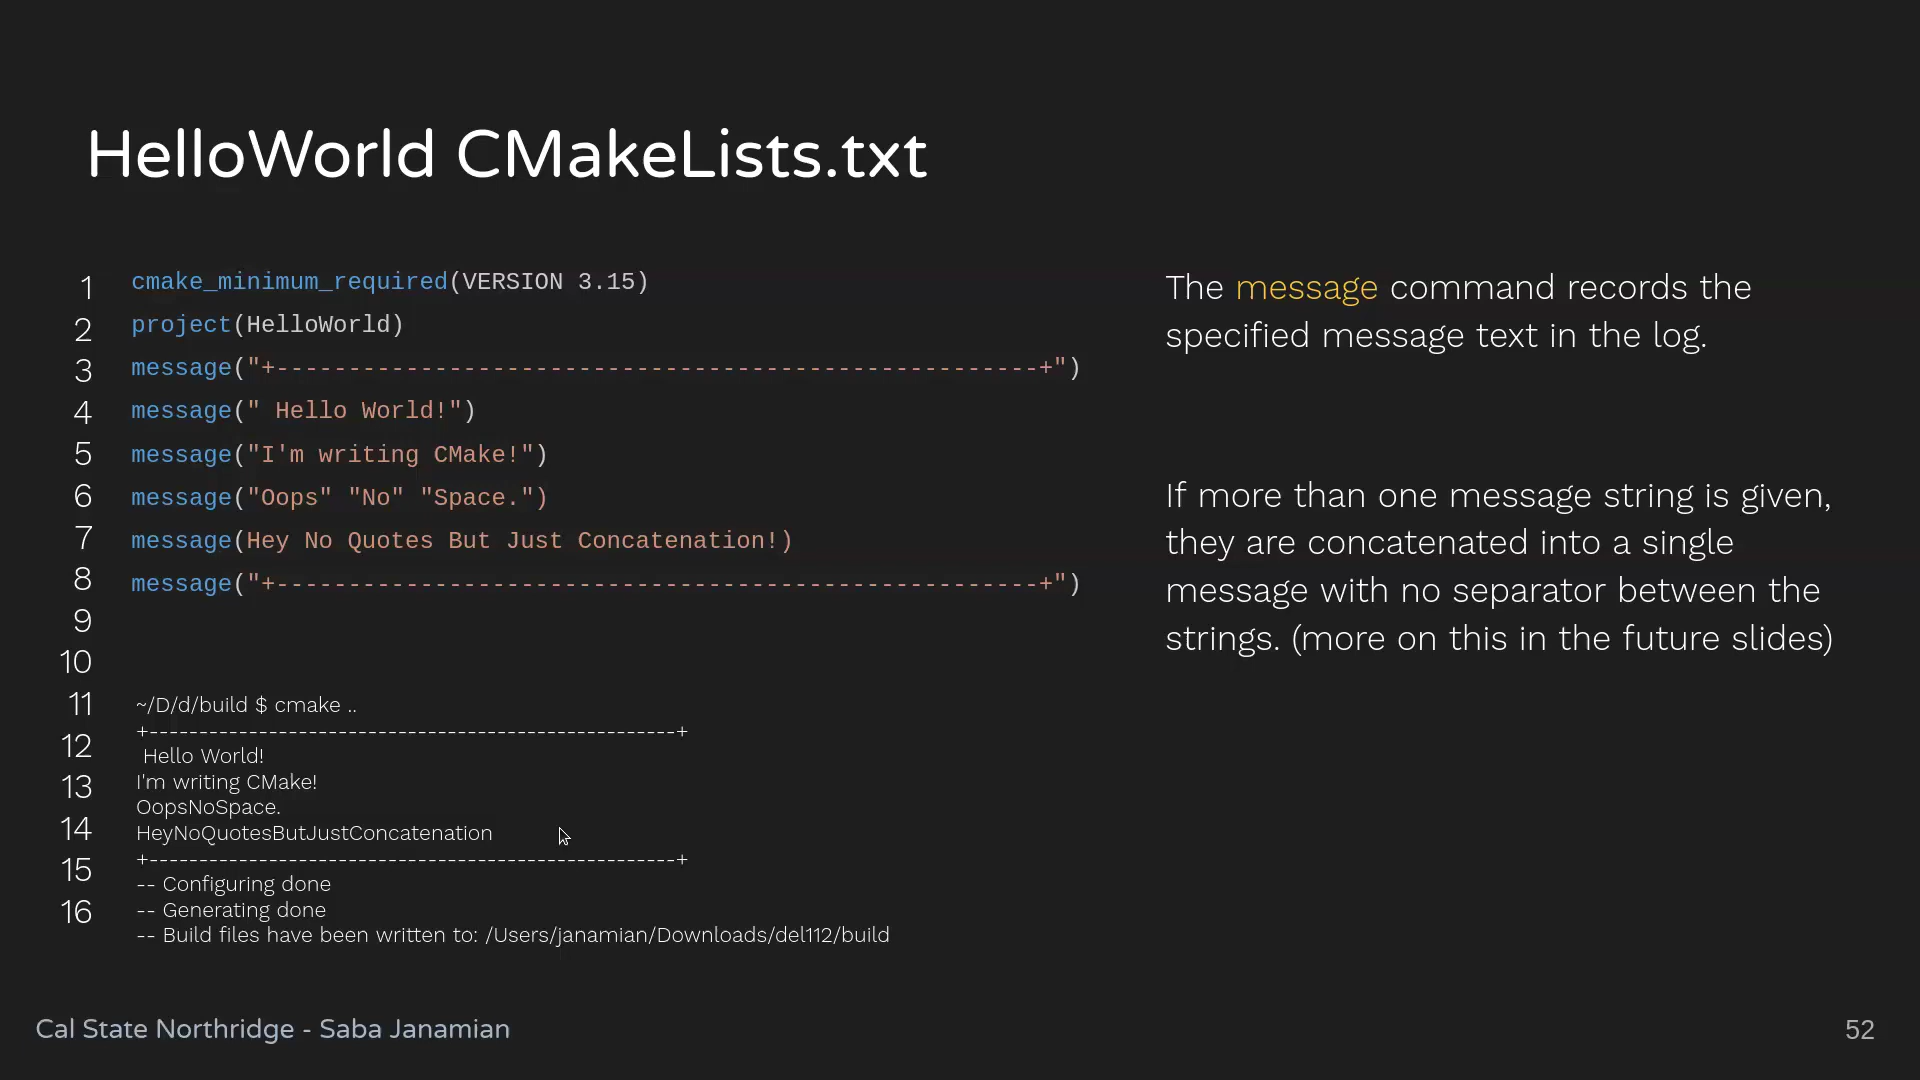 HelloWorld CMakeLists.txt
1 cmake_minimum_required(VERSION 3.15)
2 project(HelloWorld)
3 message("+-----------------------------------------------------+")
4 message(" Hello World!")
5 message("I'm writing CMake!")
6 message("Oops" "No" "Space.")
7 message(Hey No Quotes But Just Concatenation!)
8 message("+-----------------------------------------------------+")
9
10
11 ~/D/d/build $ cmake ..
+-----------------------------------------------------+
12 Hello World!
13 I'm writing CMake!
OopsNoSpace.
14 HeyNoQuotesButJustConcatenation
+-----------------------------------------------------+
15 -- Configuring done
16 -- Generating done
-- Build files have been written to: /Users/janamian/Downloads/del112/build
The message command records the
specified message text in the log.
If more than one message string is given,
they are concatenated into a single
message with no separator between the
strings. (more on this in the future slides)
Cal State Northridge - Saba Janamian
52